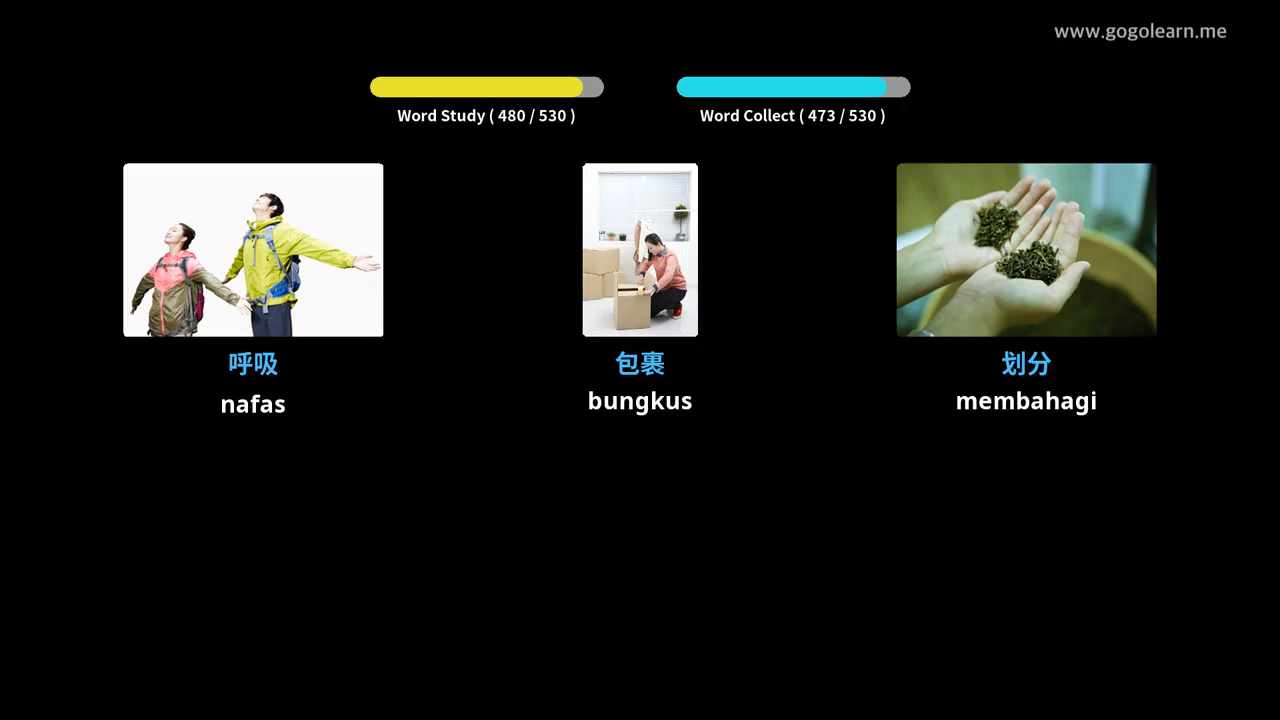 www.gogolearn.me
Word Study ( 480 / 530 )
Word Collect ( 473 / 530 )
呼吸
nafas
包裹
bungkus
划分
membahagi